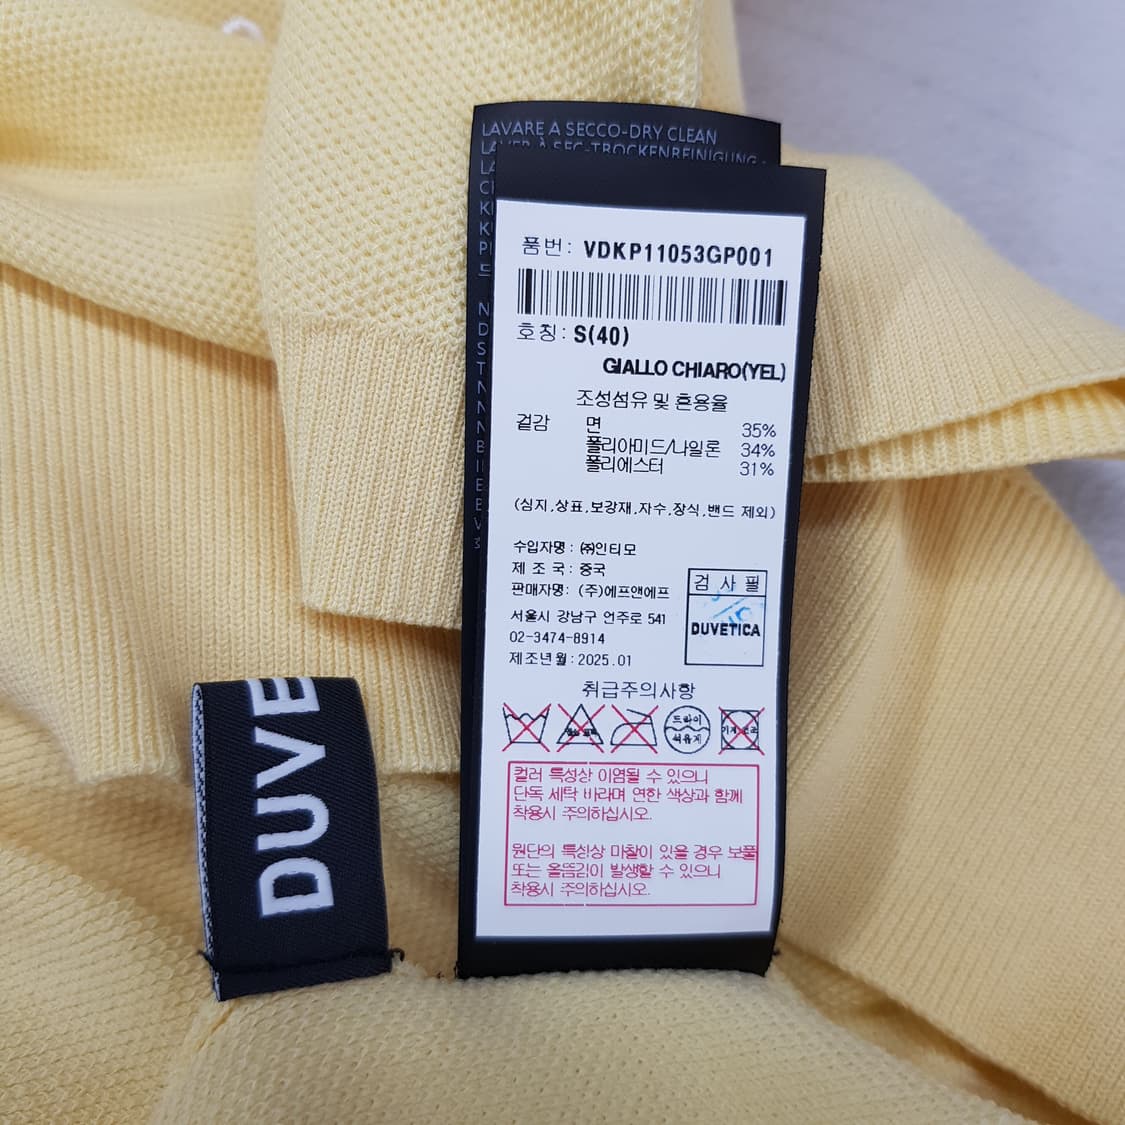 LAVARE A SECCO-DRY CLEAN
품번: VDKP11053GP001
호칭: S(40)
GIALLO CHIARO(YEL)
조성섬유 및 혼용율
겉감 면 35%
폴리아미드/나일론 34%
폴리에스터 31%
(심지,상표,보강재,자수,장식,밴드 제외)
수입자명: ㈜인티모
제 조 국: 중국
판매자명: (주)에프앤에프
서울시 강남구 언주로 541
02-3474-8914
제조년월: 2025.01
검 사 필
DUVETICA
취급주의사항
드라이
석유계
컬러 특성상 이염될 수 있으니
단독 세탁 바라며 연한 색상과 함께
착용시 주의하십시오.
원단의 특성상 마찰이 있을 경우 보풀
또는 올뜯김이 발생할 수 있으니
착용시 주의하십시오.
DUVE